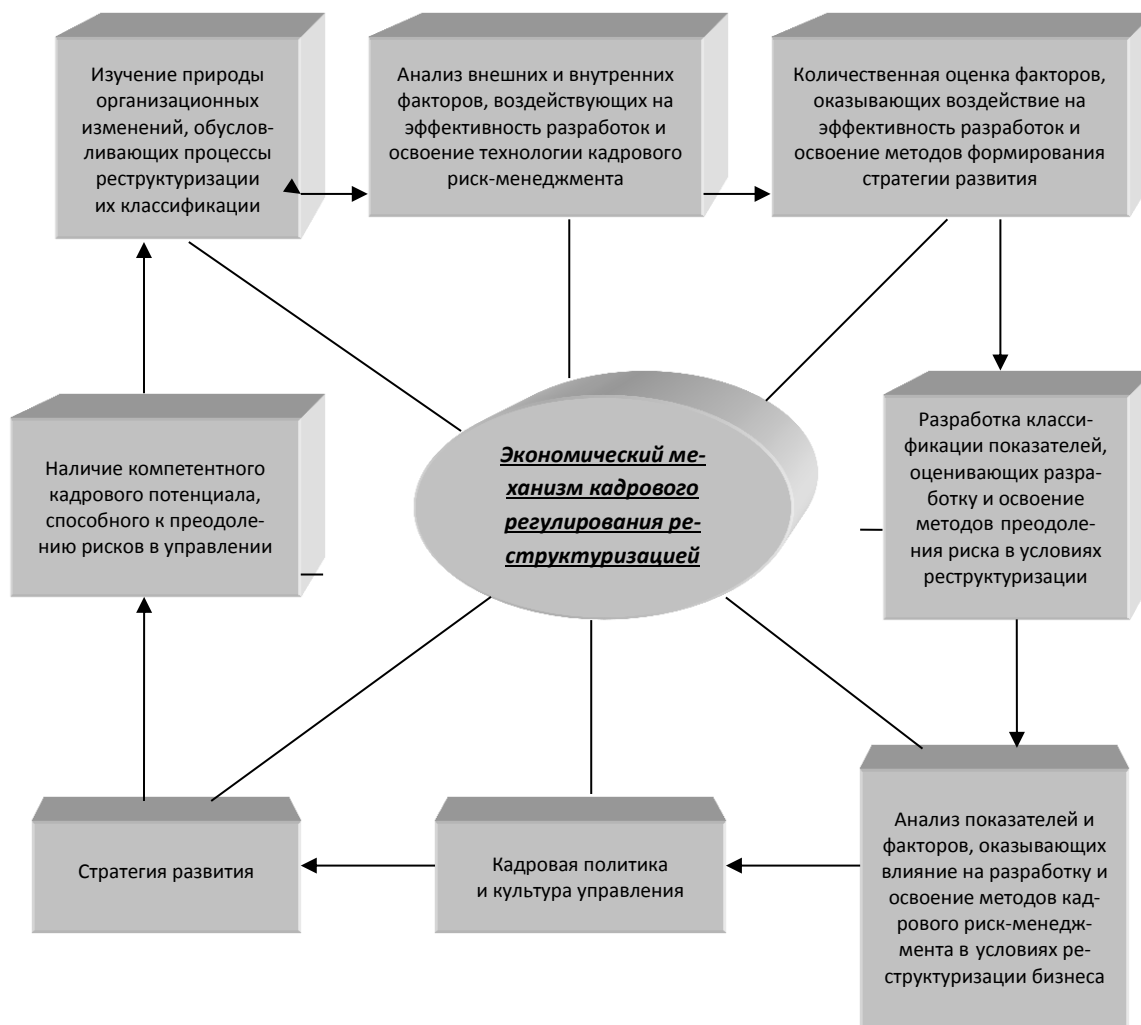 Изучение природы
организационных
изменений, обуслов-
ливающих процессы
реструктуризации
их классификации
Анализ внешних и внутренних
факторов, воздействующих на
эффективность разработок и
освоение технологии кадрового
риск-менеджмента
Количественная оценка факторов,
оказывающих воздействие на
эффективность разработок и
освоение методов формирования
стратегии развития
Наличие компетентного
кадрового потенциала,
способного к преодоле-
нию рисков в управлении
Экономический ме-
ханизм кадрового
регулирования ре-
структуризацией
Разработка класси-
фикации показателей,
оценивающих разра-
ботку и освоение
методов преодоле-
ния риска в условиях
реструктуризации
Стратегия развития
Кадровая политика
и культура управления
Анализ показателей и
факторов, оказывающих
влияние на разработку и
освоение методов кад-
рового риск-менедж-
мента в условиях ре-
структуризации бизнеса